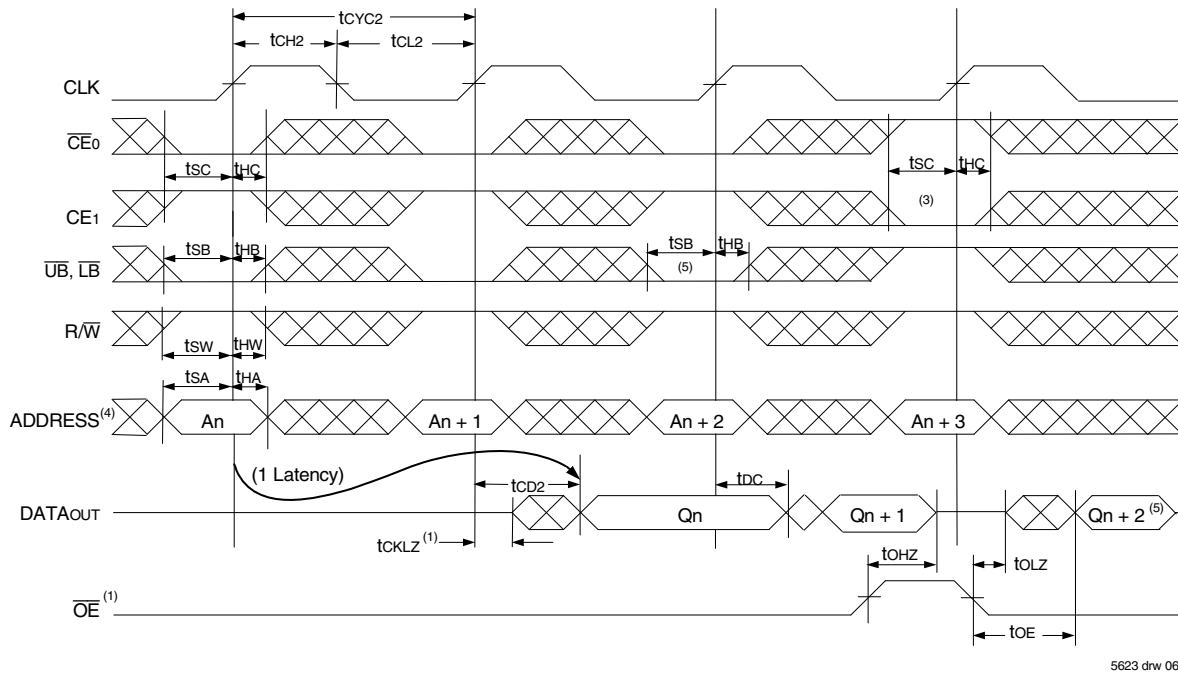 tCYC2
tCH2 tCL2
CLK
CE0
tSC tHC tSC tHC
CE1 (3)
tSB tHB tSB tHB
UB, LB (5)
R/W
tSW tHW
tSA tHA
ADDRESS(4) An An + 1 An + 2 An + 3
(1 Latency) tCD2 tDC
DATAOUT Qn Qn + 1 Qn + 2 (5)
tCKLZ (1)
tOHZ tOLZ
OE (1)
tOE
5623 drw 06